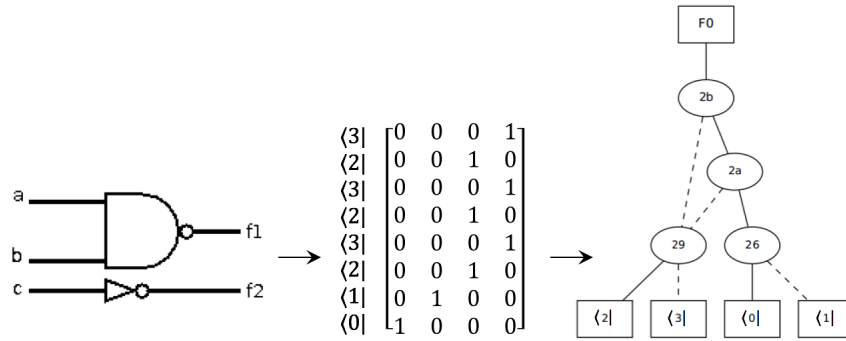 a
b
c
f1
f2
⟨3| 0 0 0 1
⟨2| 0 0 1 0
⟨3| 0 0 0 1
⟨2| 0 0 1 0
⟨3| 0 0 0 1
⟨2| 0 0 1 0
⟨1| 0 1 0 0
⟨0| 1 0 0 0
F0
2b
2a
29 26
⟨2| ⟨3| ⟨0| ⟨1|